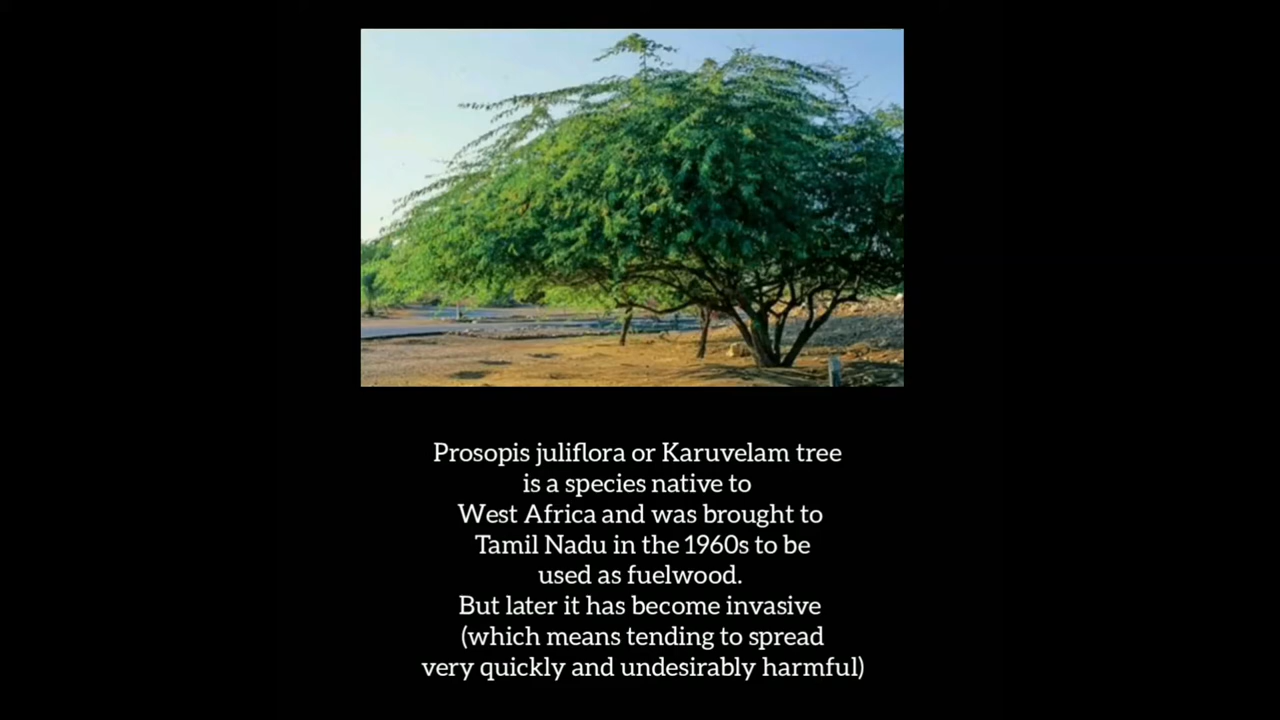 Prosopis juliflora or Karuvelam tree
is a species native to
West Africa and was brought to
Tamil Nadu in the 1960s to be
used as fuelwood.
But later it has become invasive
(which means tending to spread
very quickly and undesirably harmful)